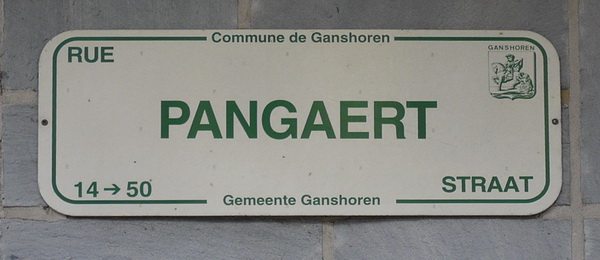 Commune de Ganshoren
RUE
GANSHOREN
PANGAERT
14 → 50
STRAAT
Gemeente Ganshoren